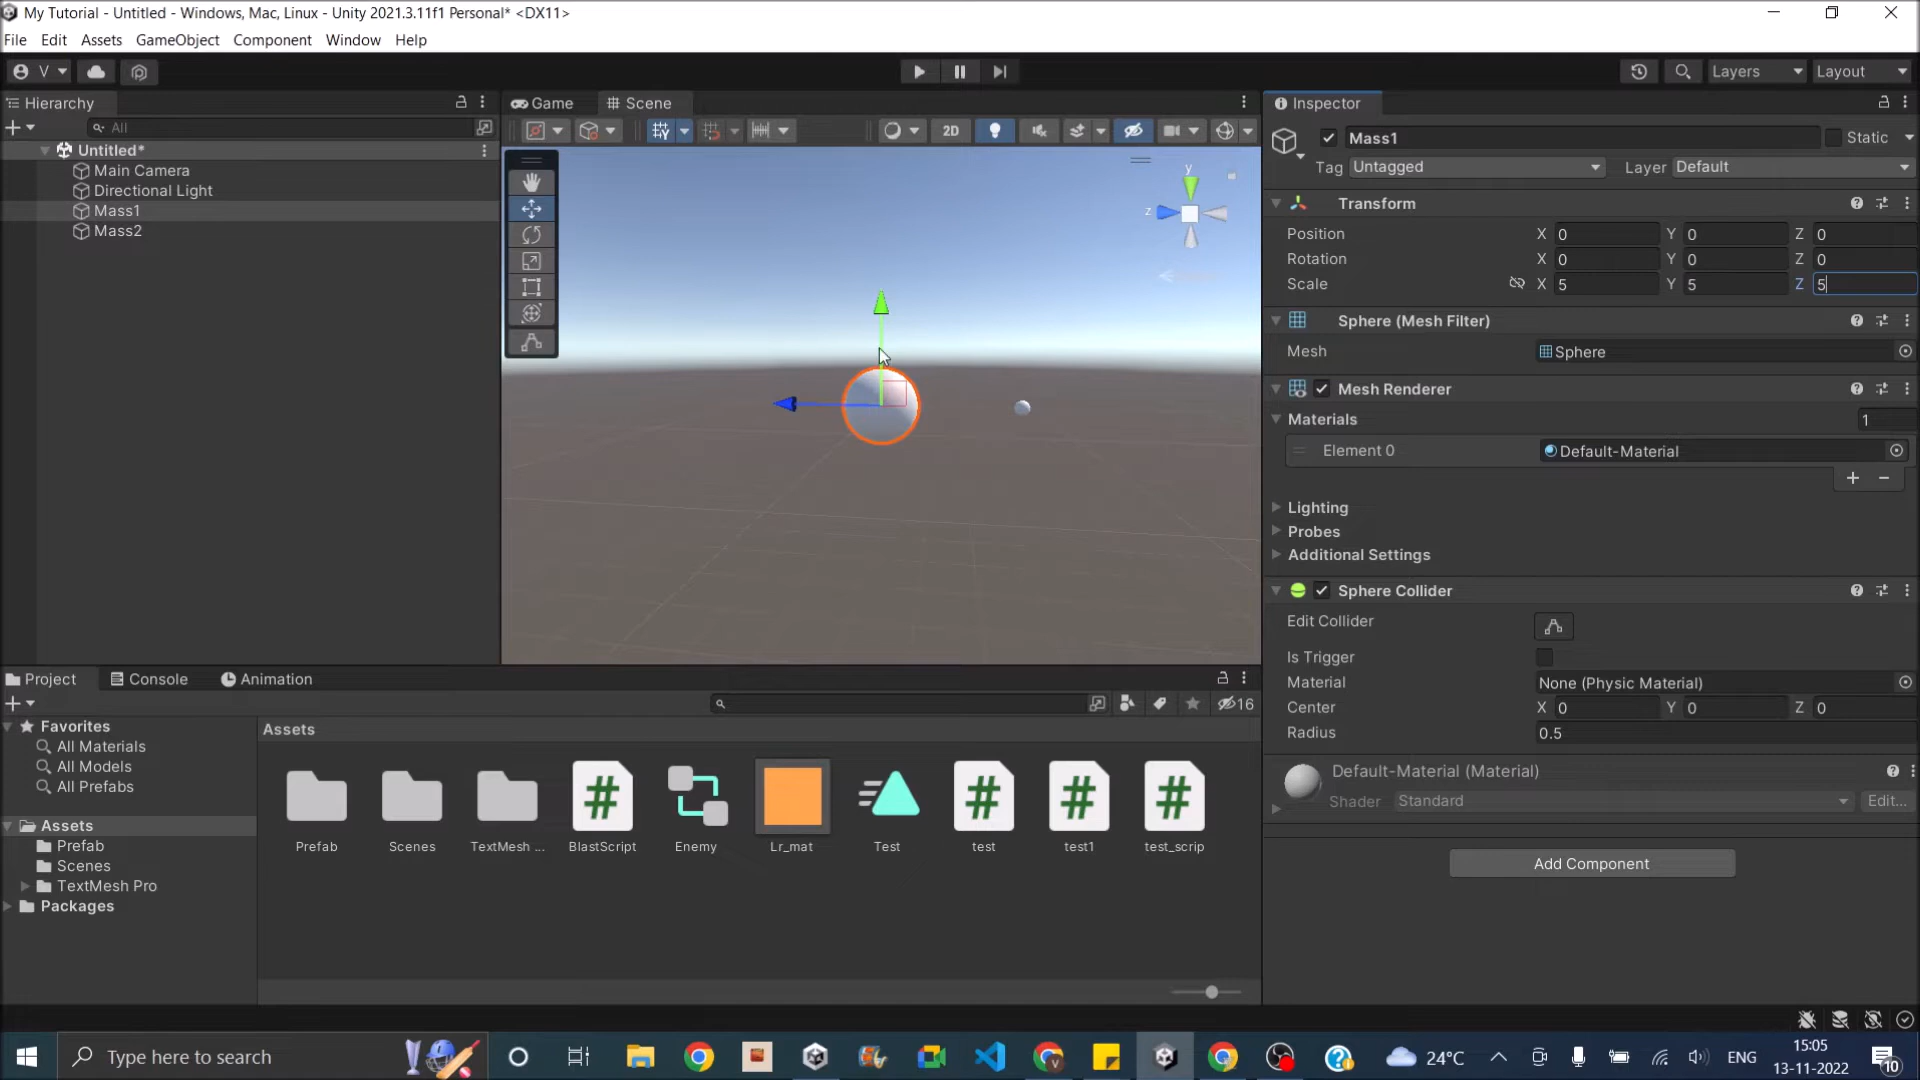 My Tutorial - Untitled - Windows, Mac, Linux - Unity 2021.3.11f1 Personal* <DX11>
File Edit Assets GameObject Component Window Help
V Layers Layout
Hierarchy
All
Untitled*
Main Camera
Directional Light
Mass1
Mass2
Game Scene
2D
y
z
Inspector
Mass1 Static
Tag Untagged Layer Default
Transform
Position X 0 Y 0 Z 0
Rotation X 0 Y 0 Z 0
Scale X 5 Y 5 Z 5
Sphere (Mesh Filter)
Mesh Sphere
Mesh Renderer
Materials 1
Element 0 Default-Material
Lighting
Probes
Additional Settings
Sphere Collider
Edit Collider
Is Trigger
Material None (Physic Material)
Center X 0 Y 0 Z 0
Radius 0.5
Default-Material (Material)
Shader Standard Edit...
Add Component
Project Console Animation
16
Favorites
All Materials
All Models
All Prefabs
Assets
Prefab
Scenes
TextMesh Pro
Packages
Assets
Prefab Scenes TextMesh ... BlastScript Enemy Lr_mat Test test test1 test_scrip
Type here to search
24°C ENG
15:05
13-11-2022
10